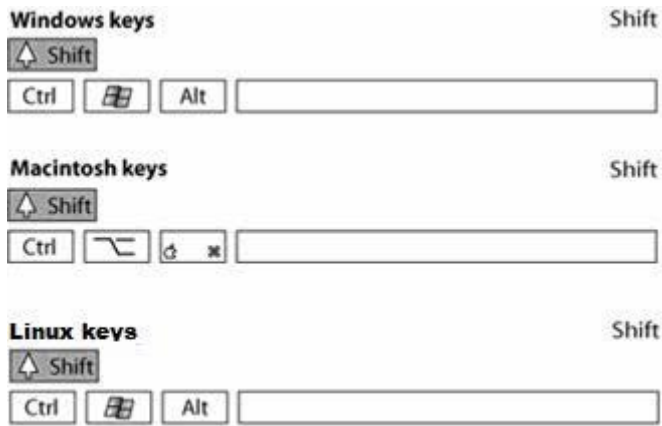 Windows keys Shift
Shift
Ctrl Alt
Macintosh keys Shift
Shift
Ctrl ⌘
Linux keys Shift
Shift
Ctrl Alt